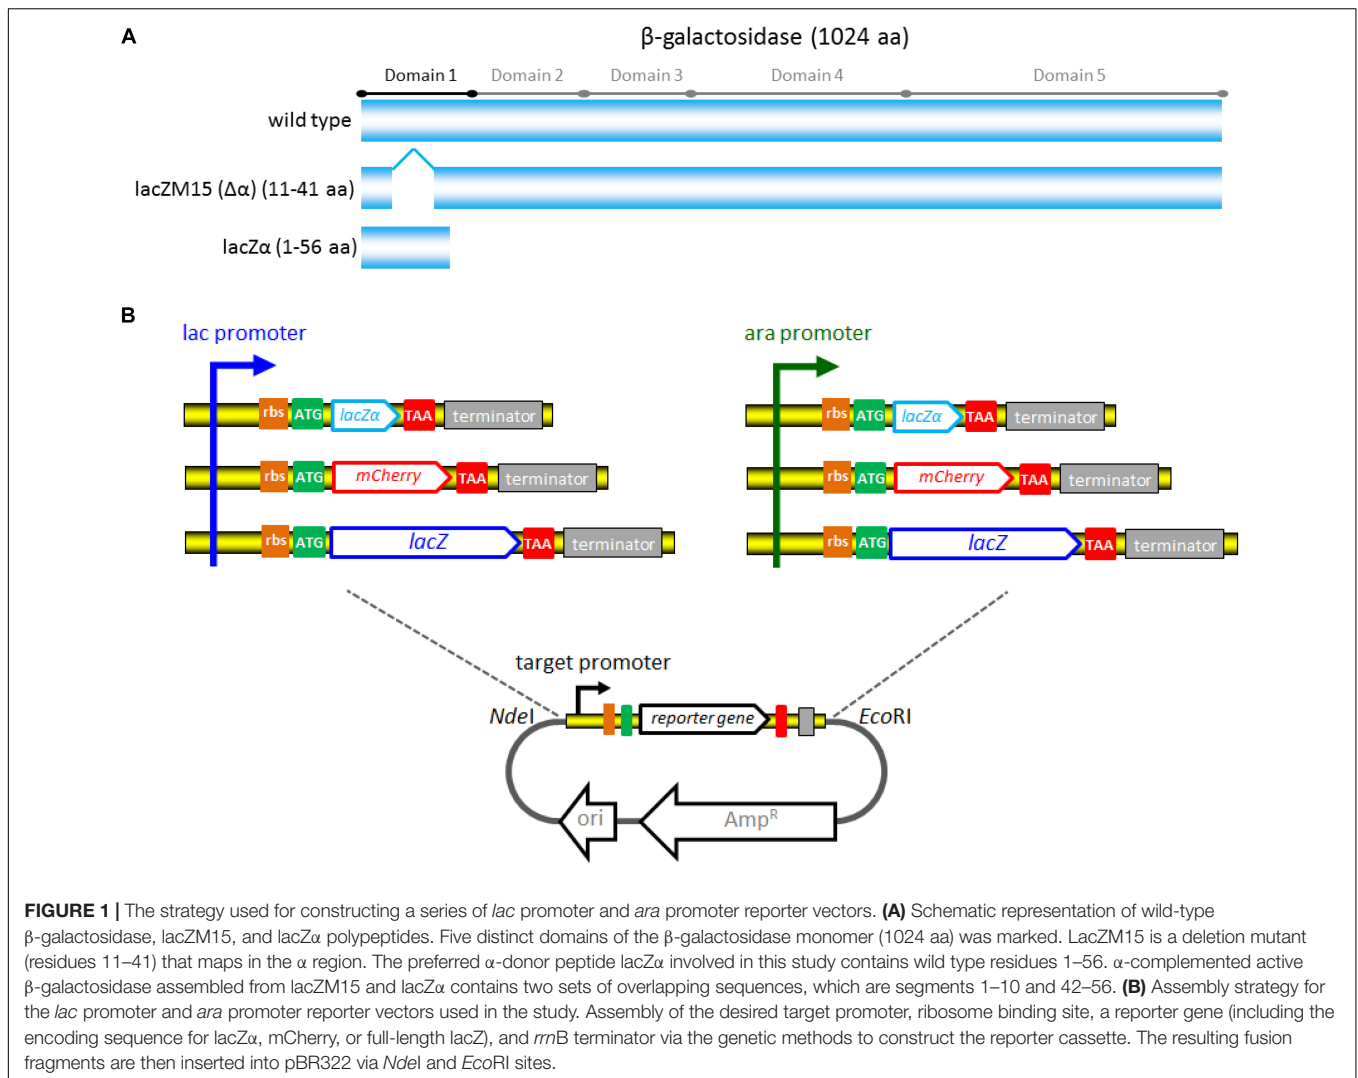 A
β-galactosidase (1024 aa)
Domain 1 Domain 2 Domain 3 Domain 4 Domain 5
wild type
lacZM15 (Δα) (11-41 aa)
lacZα (1-56 aa)
B
lac promoter
rbs ATG lacZα TAA terminator
rbs ATG mCherry TAA terminator
rbs ATG lacZ TAA terminator
ara promoter
rbs ATG lacZα TAA terminator
rbs ATG mCherry TAA terminator
rbs ATG lacZ TAA terminator
target promoter
NdeI reporter gene EcoRI
ori AmpR
FIGURE 1 | The strategy used for constructing a series of lac promoter and ara promoter reporter vectors. (A) Schematic representation of wild-type
β-galactosidase, lacZM15, and lacZα polypeptides. Five distinct domains of the β-galactosidase monomer (1024 aa) was marked. LacZM15 is a deletion mutant
(residues 11–41) that maps in the α region. The preferred α-donor peptide lacZα involved in this study contains wild type residues 1–56. α-complemented active
β-galactosidase assembled from lacZM15 and lacZα contains two sets of overlapping sequences, which are segments 1–10 and 42–56. (B) Assembly strategy for
the lac promoter and ara promoter reporter vectors used in the study. Assembly of the desired target promoter, ribosome binding site, a reporter gene (including the
encoding sequence for lacZα, mCherry, or full-length lacZ), and rrnB terminator via the genetic methods to construct the reporter cassette. The resulting fusion
fragments are then inserted into pBR322 via NdeI and EcoRI sites.